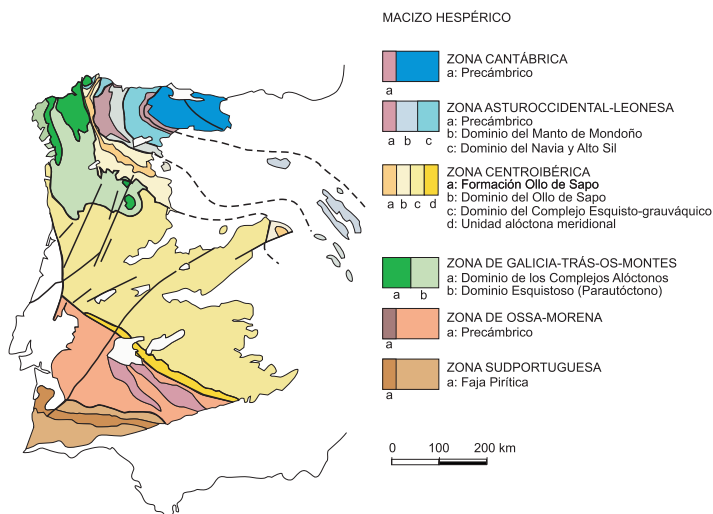 MACIZO HESPÉRICO
ZONA CANTÁBRICA
a: Precámbrico
a
ZONA ASTUROCCIDENTAL-LEONESA
a: Precámbrico
b: Dominio del Manto de Mondoño
c: Dominio del Navia y Alto Sil
a b c
ZONA CENTROIBÉRICA
a: Formación Ollo de Sapo
b: Dominio del Ollo de Sapo
c: Dominio del Complejo Esquisto-grauváquico
d: Unidad alóctona meridional
a b c d
ZONA DE GALICIA-TRÁS-OS-MONTES
a: Dominio de los Complejos Alóctonos
b: Dominio Esquistoso (Parautóctono)
a b
ZONA DE OSSA-MORENA
a: Precámbrico
a
ZONA SUDPORTUGUESA
a: Faja Pirítica
a
0 100 200 km